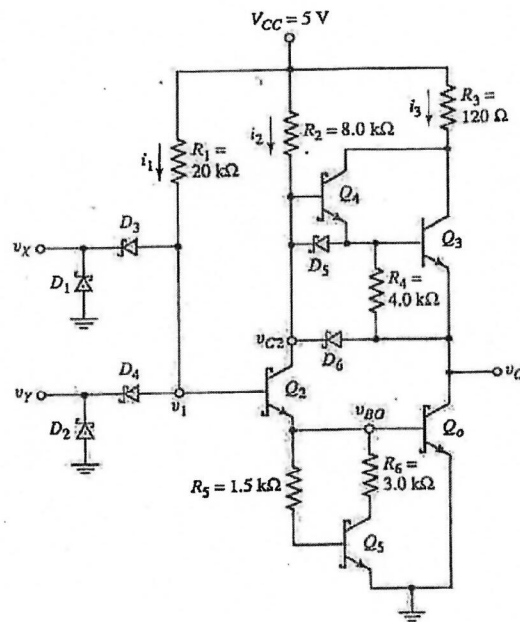 V_CC = 5 V
R_3 =
120 Ω
i_3
R_2 = 8.0 kΩ
i_2
R_1 =
20 kΩ
i_1
Q_4
Q_3
D_3
v_X
D_1
D_5
R_4 =
4.0 kΩ
v_C2
D_6
D_4
v_Y
v_1
D_2
Q_2
v_BO
Q_o
R_5 = 1.5 kΩ
R_6 =
3.0 kΩ
Q_5